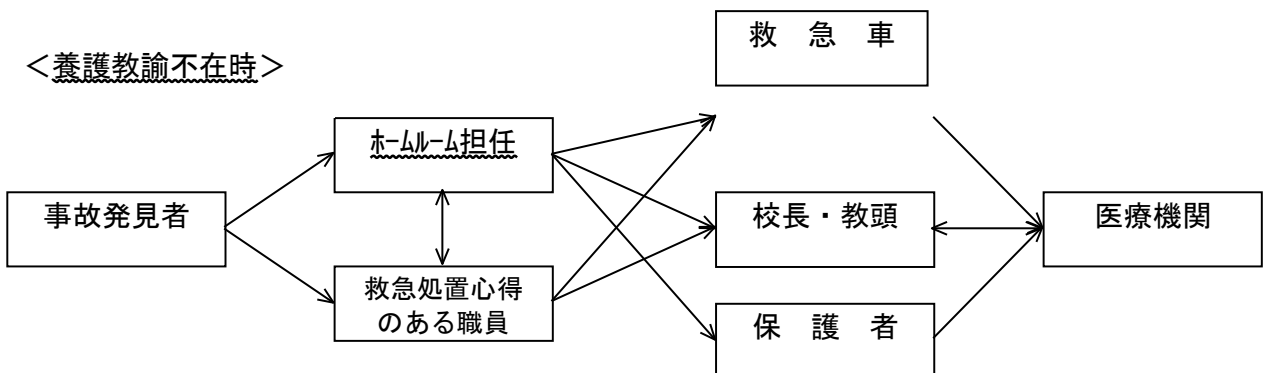 救　急　車
＜養護教諭不在時＞
ﾎｰﾑﾙｰﾑ担任
事故発見者
校長・教頭
医療機関
救急処置心得
のある職員
保　護　者